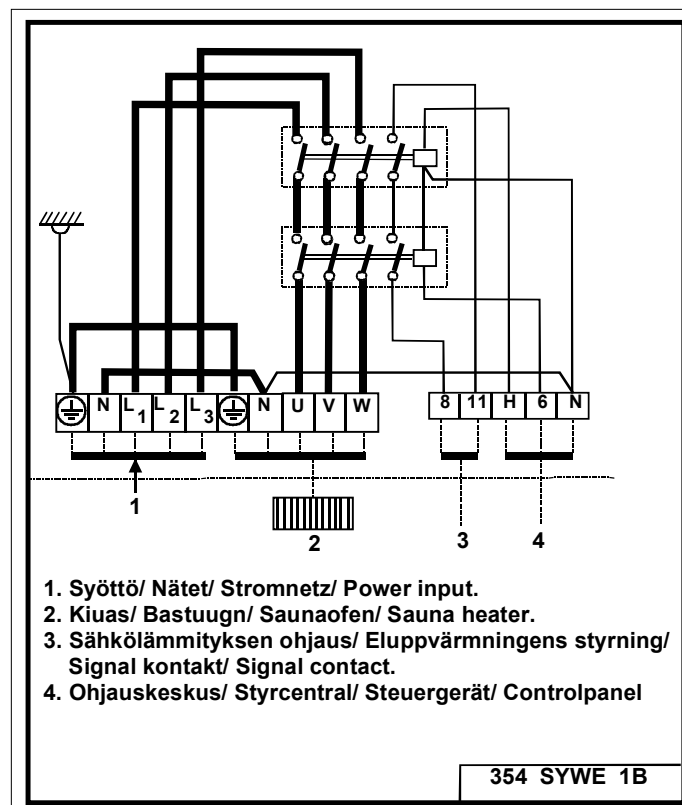 N L1 L2 L3 N U V W 8 11 H 6 N
1 2 3 4
1. Syöttö/ Nätet/ Stromnetz/ Power input.
2. Kiuas/ Bastuugn/ Saunaofen/ Sauna heater.
3. Sähkölämmityksen ohjaus/ Eluppvärmningens styrning/
Signal kontakt/ Signal contact.
4. Ohjauskeskus/ Styrcentral/ Steuergerät/ Controlpanel
354 SYWE 1B